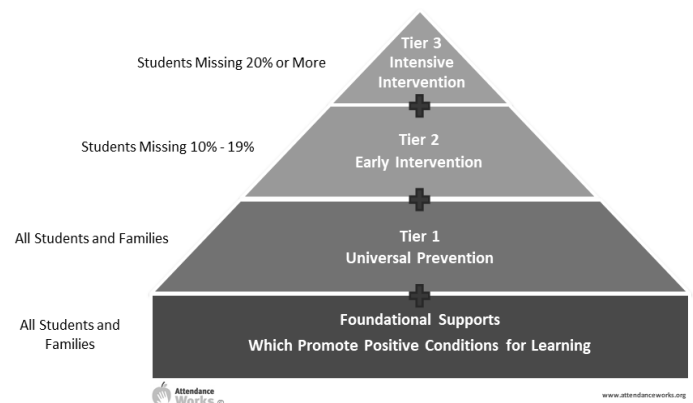 Tier 3
Students Missing 20% or More
Intensive
Intervention
Tier 2
Students Missing 10% - 19%
Early Intervention
Tier 1
All Students and Families
Universal Prevention
Foundational Supports
All Students and
Families
Which Promote Positive Conditions for Learning
Attendance
Works
www.attendanceworks.org